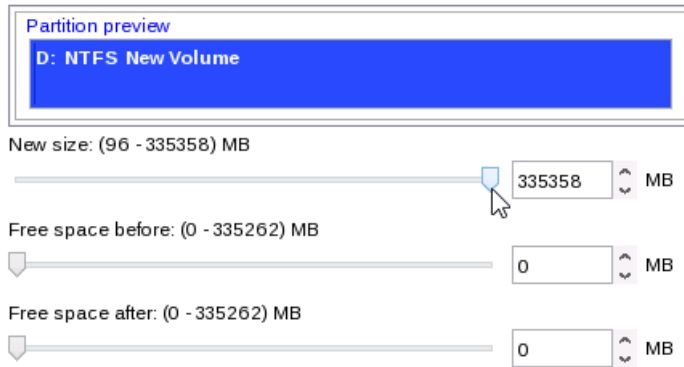 Partition preview
D: NTFS New Volume
New size: (96 - 335358) MB
335358 MB
Free space before: (0 - 335262) MB
0 MB
Free space after: (0 - 335262) MB
0 MB